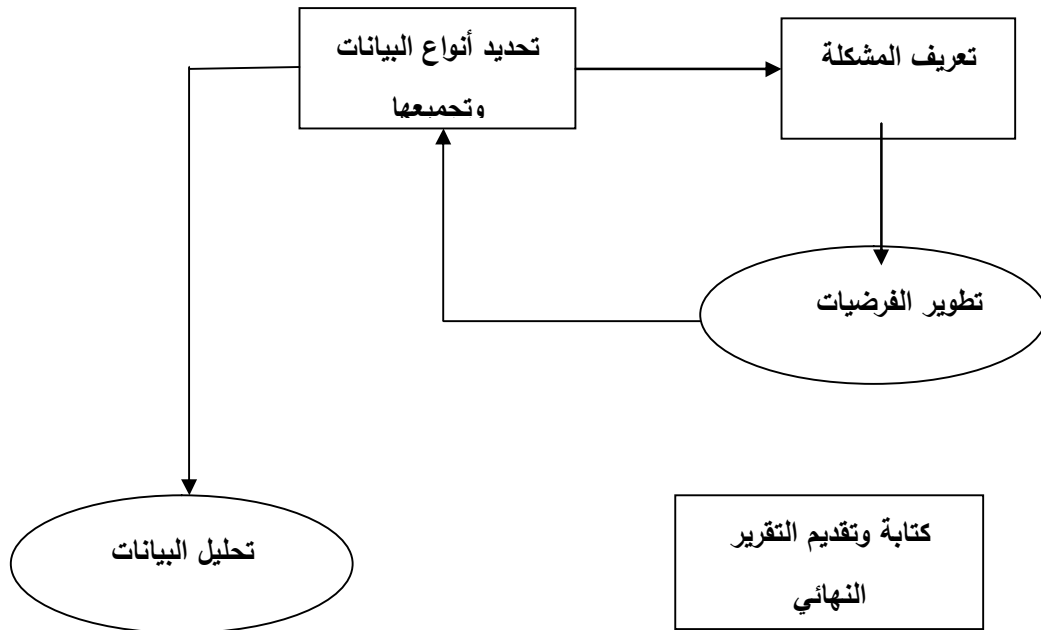 تعريف المشكلة
تحديد أنواع البيانات
وتجميعها
تطوير الفرضيات
كتابة وتقديم التقرير
النهائي
تحليل البيانات